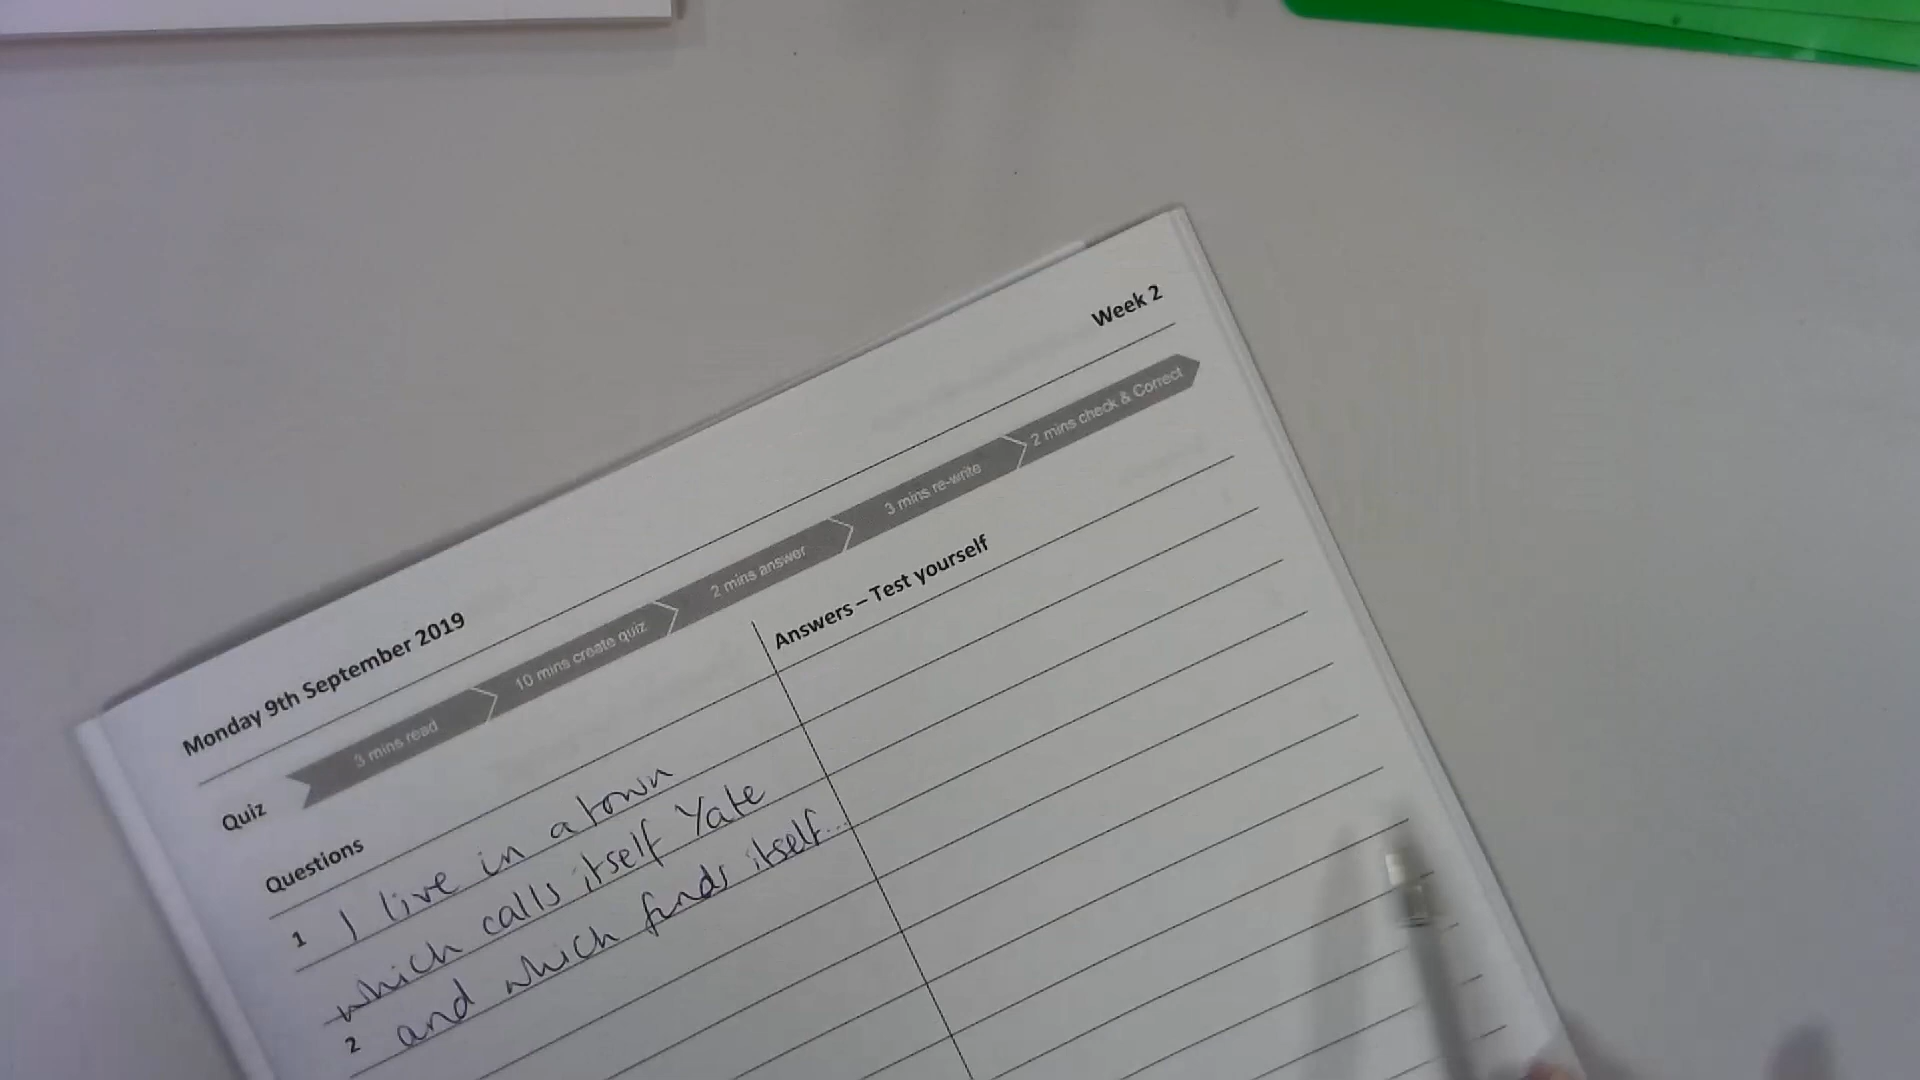 Week 2
Monday 9th September 2019
Quiz
3 mins read
10 mins create quiz
2 mins answer
3 mins re-write
2 mins check & Correct
Questions
Answers – Test yourself
1 I live in a town
which calls itself Yate
2 and which finds itself...